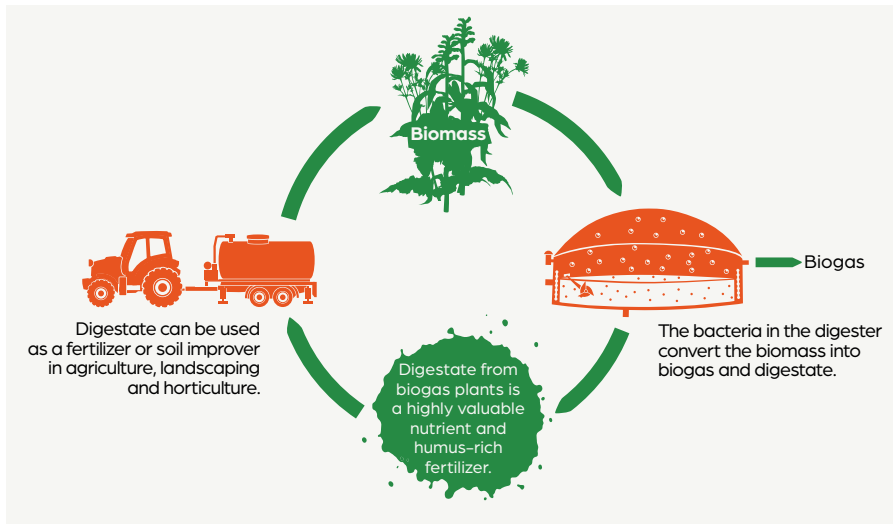 Biomass
Biogas
The bacteria in the digester
convert the biomass into
biogas and digestate.
Digestate from
biogas plants is
a highly valuable
nutrient and
humus-rich
fertilizer.
Digestate can be used
as a fertilizer or soil improver
in agriculture, landscaping
and horticulture.